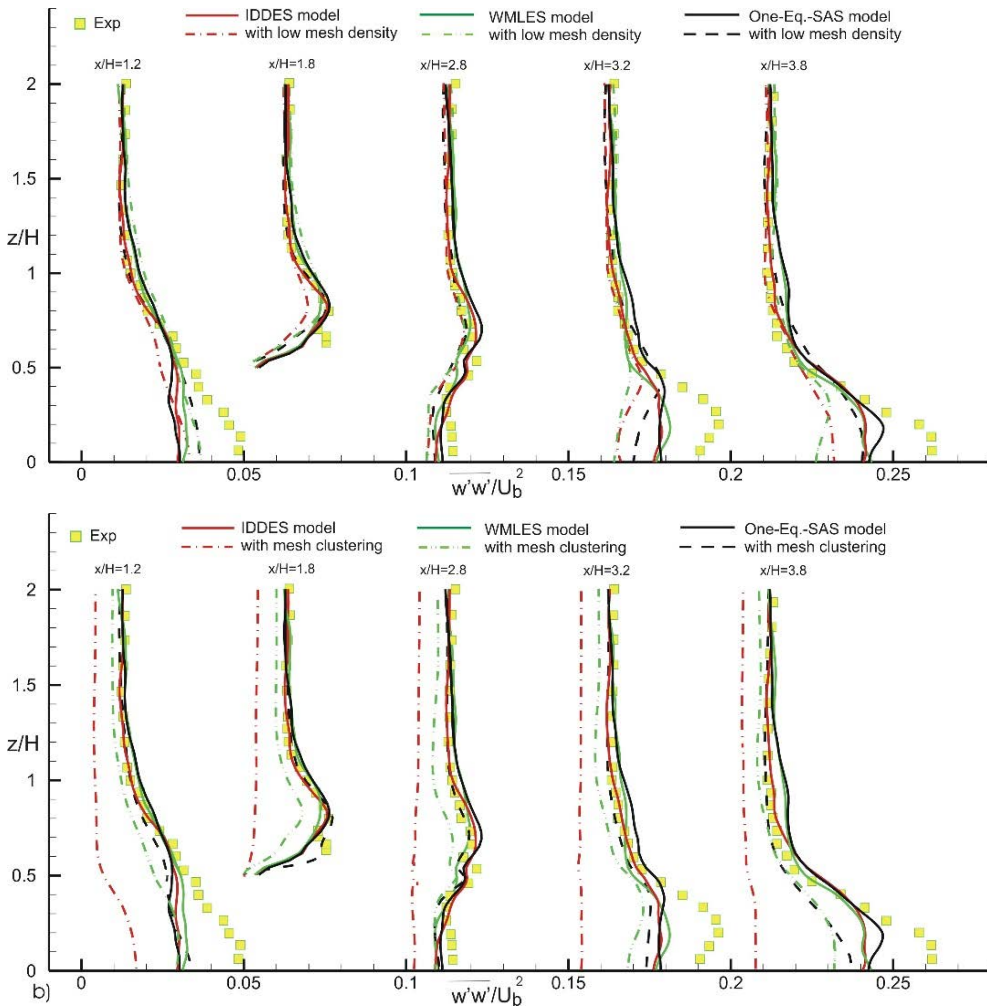 Exp IDDES model WMLES model One-Eq.-SAS model
with low mesh density with low mesh density with low mesh density
x/H=1.2 x/H=1.8 x/H=2.8 x/H=3.2 x/H=3.8
2
1.5
z/H
1
0.5
0
0 0.05 0.1 0.15 0.2 0.25
w'w'/U_b^2
Exp IDDES model WMLES model One-Eq.-SAS model
with mesh clustering with mesh clustering with mesh clustering
x/H=1.2 x/H=1.8 x/H=2.8 x/H=3.2 x/H=3.8
2
1.5
z/H
1
0.5
0
b) 0 0.05 0.1 0.15 0.2 0.25
w'w'/U_b^2